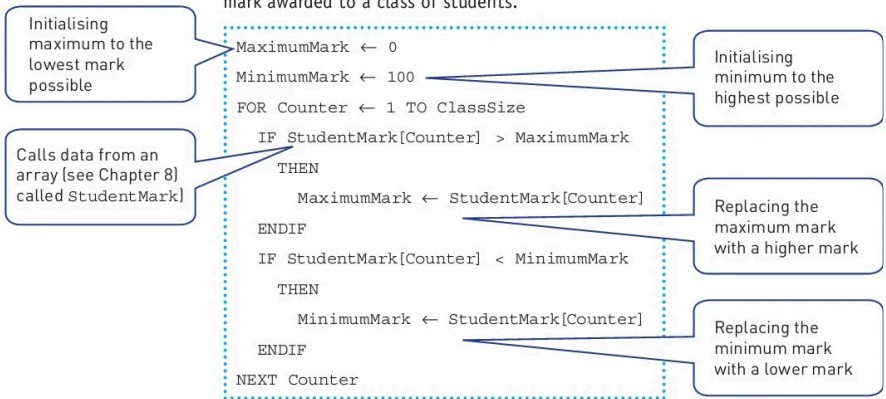 mark awarded to a class of students.
Initialising
maximum to the
lowest mark
possible
MaximumMark ← 0
MinimumMark ← 100
Initialising
minimum to the
highest possible
FOR Counter ← 1 TO ClassSize
IF StudentMark[Counter] > MaximumMark
Calls data from an
array (see Chapter 8)
called StudentMark)
THEN
MaximumMark ← StudentMark[Counter]
Replacing the
maximum mark
with a higher mark
ENDIF
IF StudentMark[Counter] < MinimumMark
THEN
MinimumMark ← StudentMark[Counter]
Replacing the
minimum mark
with a lower mark
ENDIF
NEXT Counter